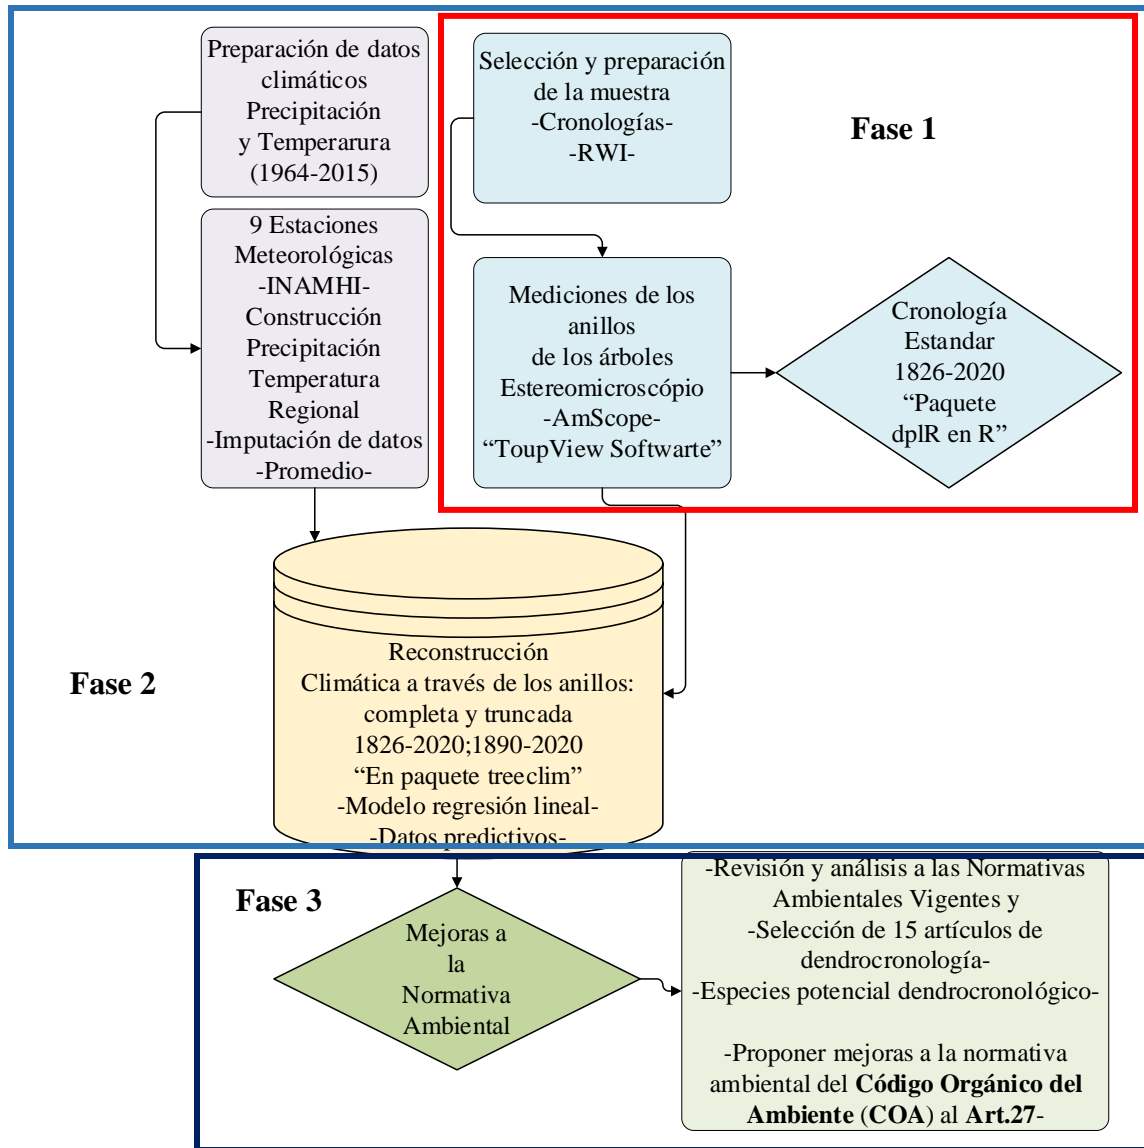 Preparación de datos
climáticos
Precipitación
y Temperarura
(1964-2015)
9 Estaciones
Meteorológicas
-INAMHI-
Construcción
Precipitación
Temperatura
Regional
-Imputación de datos
-Promedio-
Selección y preparación
de la muestra
-Cronologías-
-RWI-
Fase 1
Mediciones de los
anillos
de los árboles
Estereomicroscópio
-AmScope-
“ToupView Softwarte”
Cronología
Estandar
1826-2020
“Paquete
dplR en R”
Fase 2
Reconstrucción
Climática a través de los anillos:
completa y truncada
1826-2020;1890-2020
“En paquete treeclim”
-Modelo regresión lineal-
-Datos predictivos-
Fase 3
Mejoras a
la
Normativa
Ambiental
-Revisión y análisis a las Normativas
Ambientales Vigentes y
-Selección de 15 artículos de
dendrocronología-
-Especies potencial dendrocronológico-
-Proponer mejoras a la normativa
ambiental del Código Orgánico del
Ambiente (COA) al Art.27-